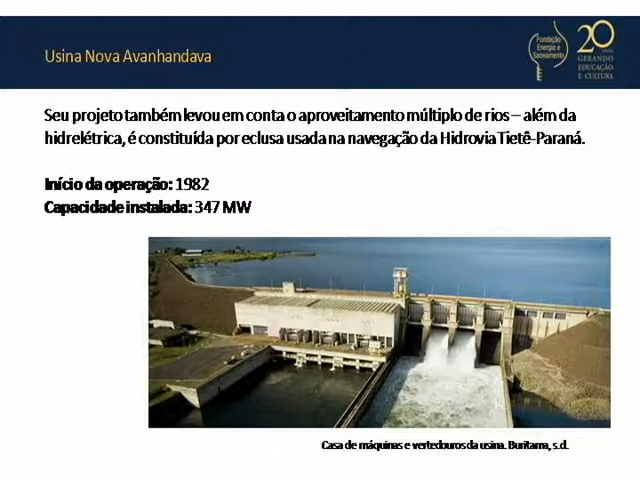 Usina Nova Avanhandava
Fundação
Energia e
Saneamento
20
anos
GERANDO
EDUCAÇÃO
E CULTURA
Seu projeto também levou em conta o aproveitamento múltiplo de rios – além da
hidrelétrica, é constituída por eclusa usada na navegação da Hidrovia Tietê-Paraná.
Início da operação: 1982
Capacidade instalada: 347 MW
Casa de máquinas e vertedouros da usina. Buritama, s.d.